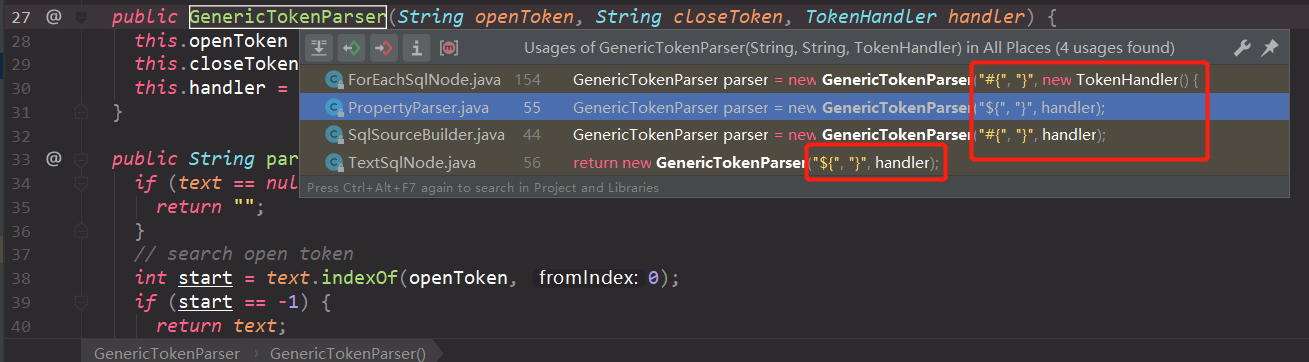 27 @ public GenericTokenParser(String openToken, String closeToken, TokenHandler handler) {
28 this.openToken
Usages of GenericTokenParser(String, String, TokenHandler) in All Places (4 usages found)
29 this.closeToken
ForEachSqlNode.java 154 GenericTokenParser parser = new GenericTokenParser("#{", "}", new TokenHandler() {
30 this.handler =
PropertyParser.java 55 GenericTokenParser parser = new GenericTokenParser("${", "}", handler);
31 }
SqlSourceBuilder.java 44 GenericTokenParser parser = new GenericTokenParser("#{", "}", handler);
32
33 @ public String par
TextSqlNode.java 56 return new GenericTokenParser("${", "}", handler);
34 if (text == nul
Press Ctrl+Alt+F7 again to search in Project and Libraries
35 return "";
36 }
37 // search open token
38 int start = text.indexOf(openToken, fromIndex: 0);
39 if (start == -1) {
40 return text;
GenericTokenParser › GenericTokenParser()